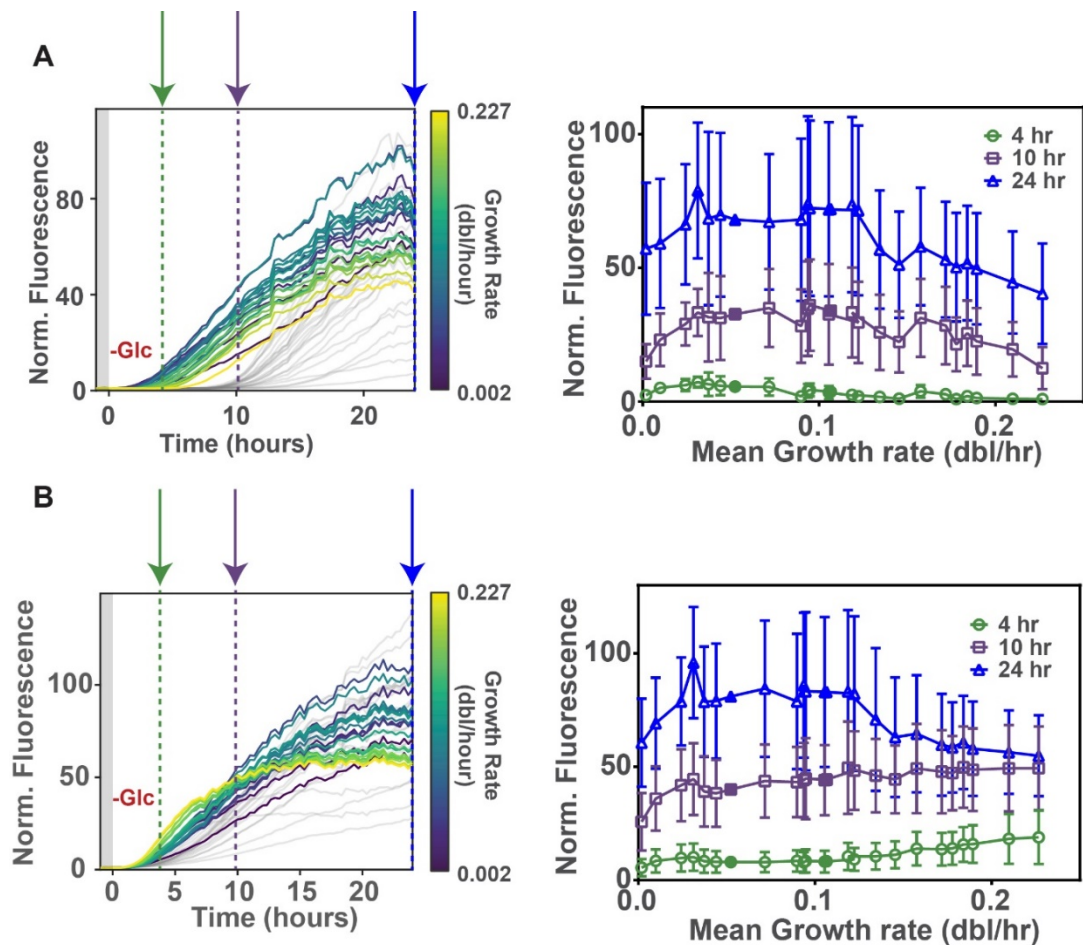 A
Norm. Fluorescence
80
40
0
-Glc
0
10
20
Time (hours)
0.227
Growth Rate
(dbl/hour)
0.002
Norm. Fluorescence
100
50
0
4 hr
10 hr
24 hr
0.1
0.2
Mean Growth rate (dbl/hr)
B
Norm. Fluorescence
100
50
0
-Glc
0
5
10
15
20
Time (hours)
0.227
Growth Rate
(dbl/hour)
0.002
Norm. Fluorescence
100
50
0
4 hr
10 hr
24 hr
0.0
0.1
0.2
Mean Growth rate (dbl/hr)